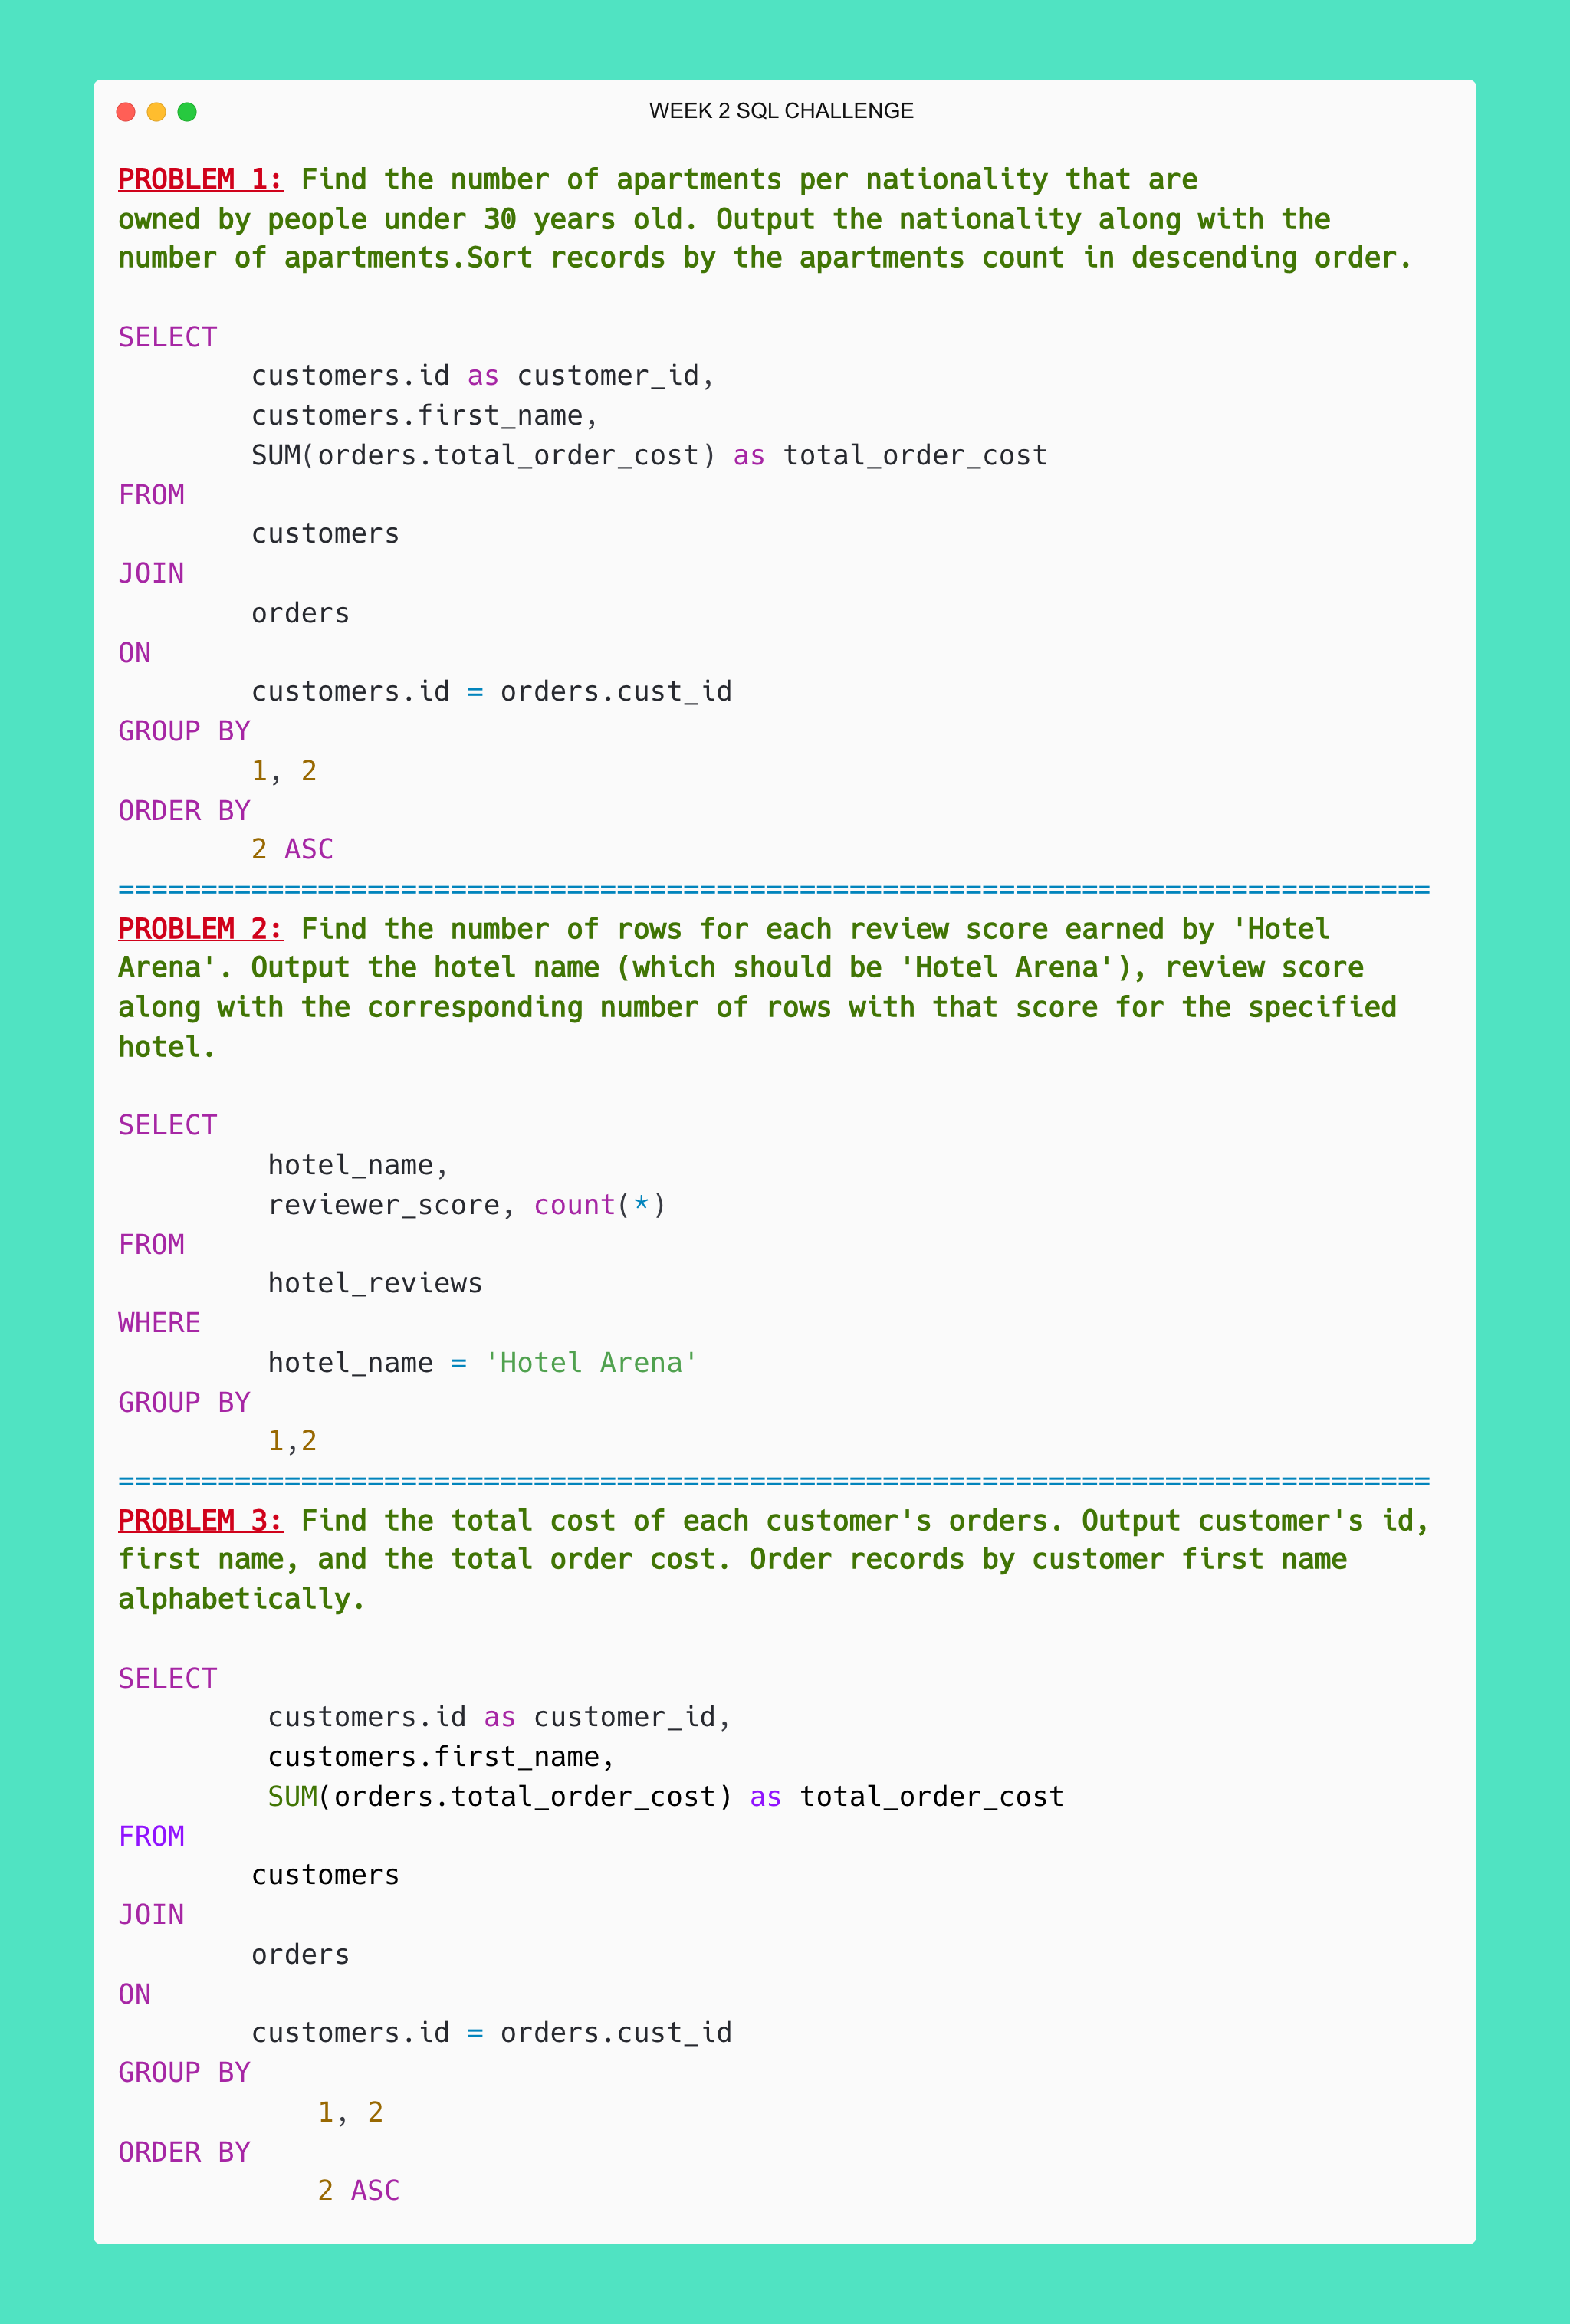 WEEK 2 SQL CHALLENGE
PROBLEM 1: Find the number of apartments per nationality that are
owned by people under 30 years old. Output the nationality along with the
number of apartments.Sort records by the apartments count in descending order.
SELECT
customers.id as customer_id,
customers.first_name,
SUM(orders.total_order_cost) as total_order_cost
FROM
customers
JOIN
orders
ON
customers.id = orders.cust_id
GROUP BY
1, 2
ORDER BY
2 ASC
===============================================================================
PROBLEM 2: Find the number of rows for each review score earned by 'Hotel
Arena'. Output the hotel name (which should be 'Hotel Arena'), review score
along with the corresponding number of rows with that score for the specified
hotel.
SELECT
hotel_name,
reviewer_score, count(*)
FROM
hotel_reviews
WHERE
hotel_name = 'Hotel Arena'
GROUP BY
1,2
===============================================================================
PROBLEM 3: Find the total cost of each customer's orders. Output customer's id,
first name, and the total order cost. Order records by customer first name
alphabetically.
SELECT
customers.id as customer_id,
customers.first_name,
SUM(orders.total_order_cost) as total_order_cost
FROM
customers
JOIN
orders
ON
customers.id = orders.cust_id
GROUP BY
1, 2
ORDER BY
2 ASC